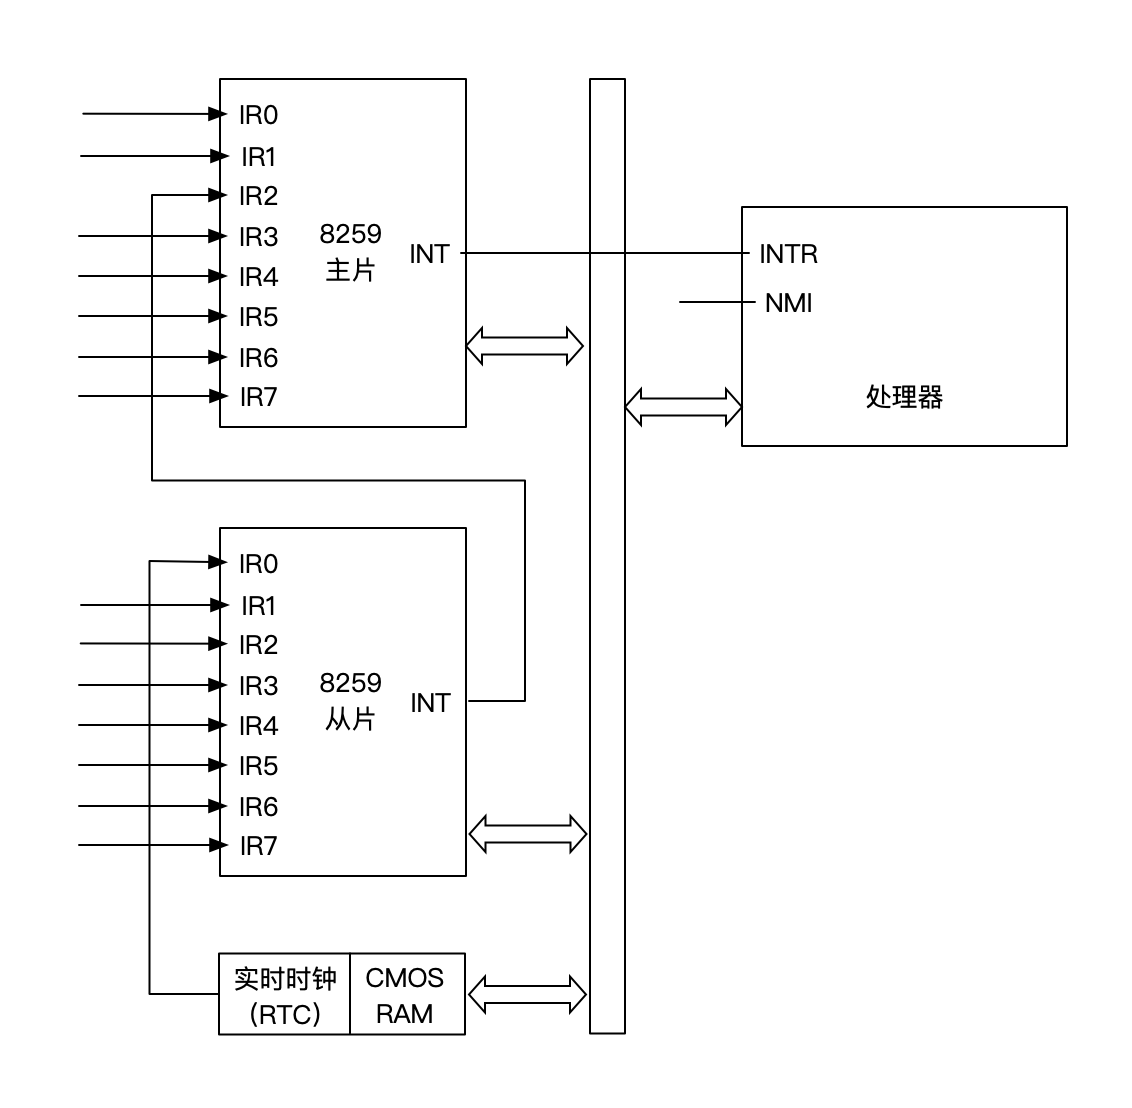 IR0
IR1
IR2
IR3
IR4
IR5
IR6
IR7
8259
主片
INT
INTR
NMI
处理器
IR0
IR1
IR2
IR3
IR4
IR5
IR6
IR7
8259
从片
INT
实时时钟
(RTC)
CMOS
RAM